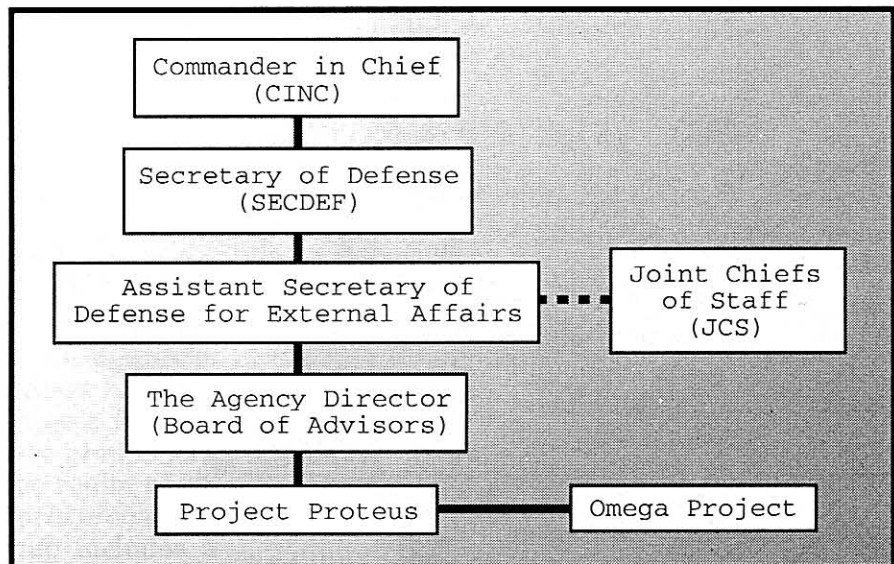 Commander in Chief
(CINC)
Secretary of Defense
(SECDEF)
Assistant Secretary of
Defense for External Affairs
Joint Chiefs
of Staff
(JCS)
The Agency Director
(Board of Advisors)
Project Proteus
Omega Project